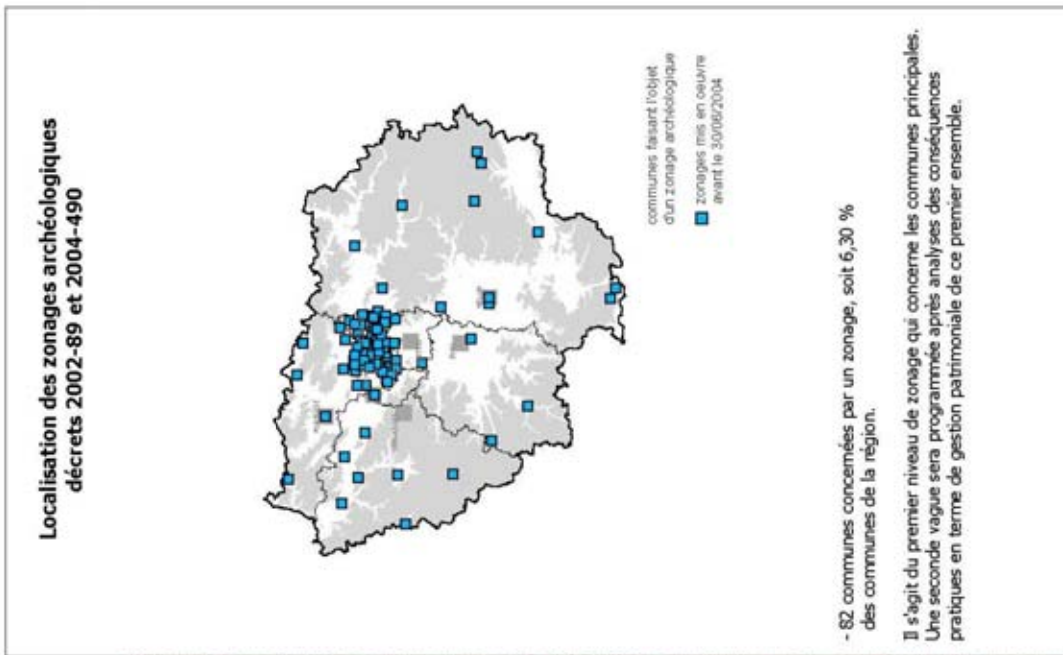 Localisation des zonages archéologiques
décrets 2002-89 et 2004-490
communes faisant l'objet
d'un zonage archéologique
zonages mis en oeuvre
avant le 30/06/2004
- 82 communes concernées par un zonage, soit 6,30 %
des communes de la région.
Il s'agit du premier niveau de zonage qui concerne les communes principales.
Une seconde vague sera programmée après analyses des conséquences
pratiques en terme de gestion patrimoniale de ce premier ensemble.